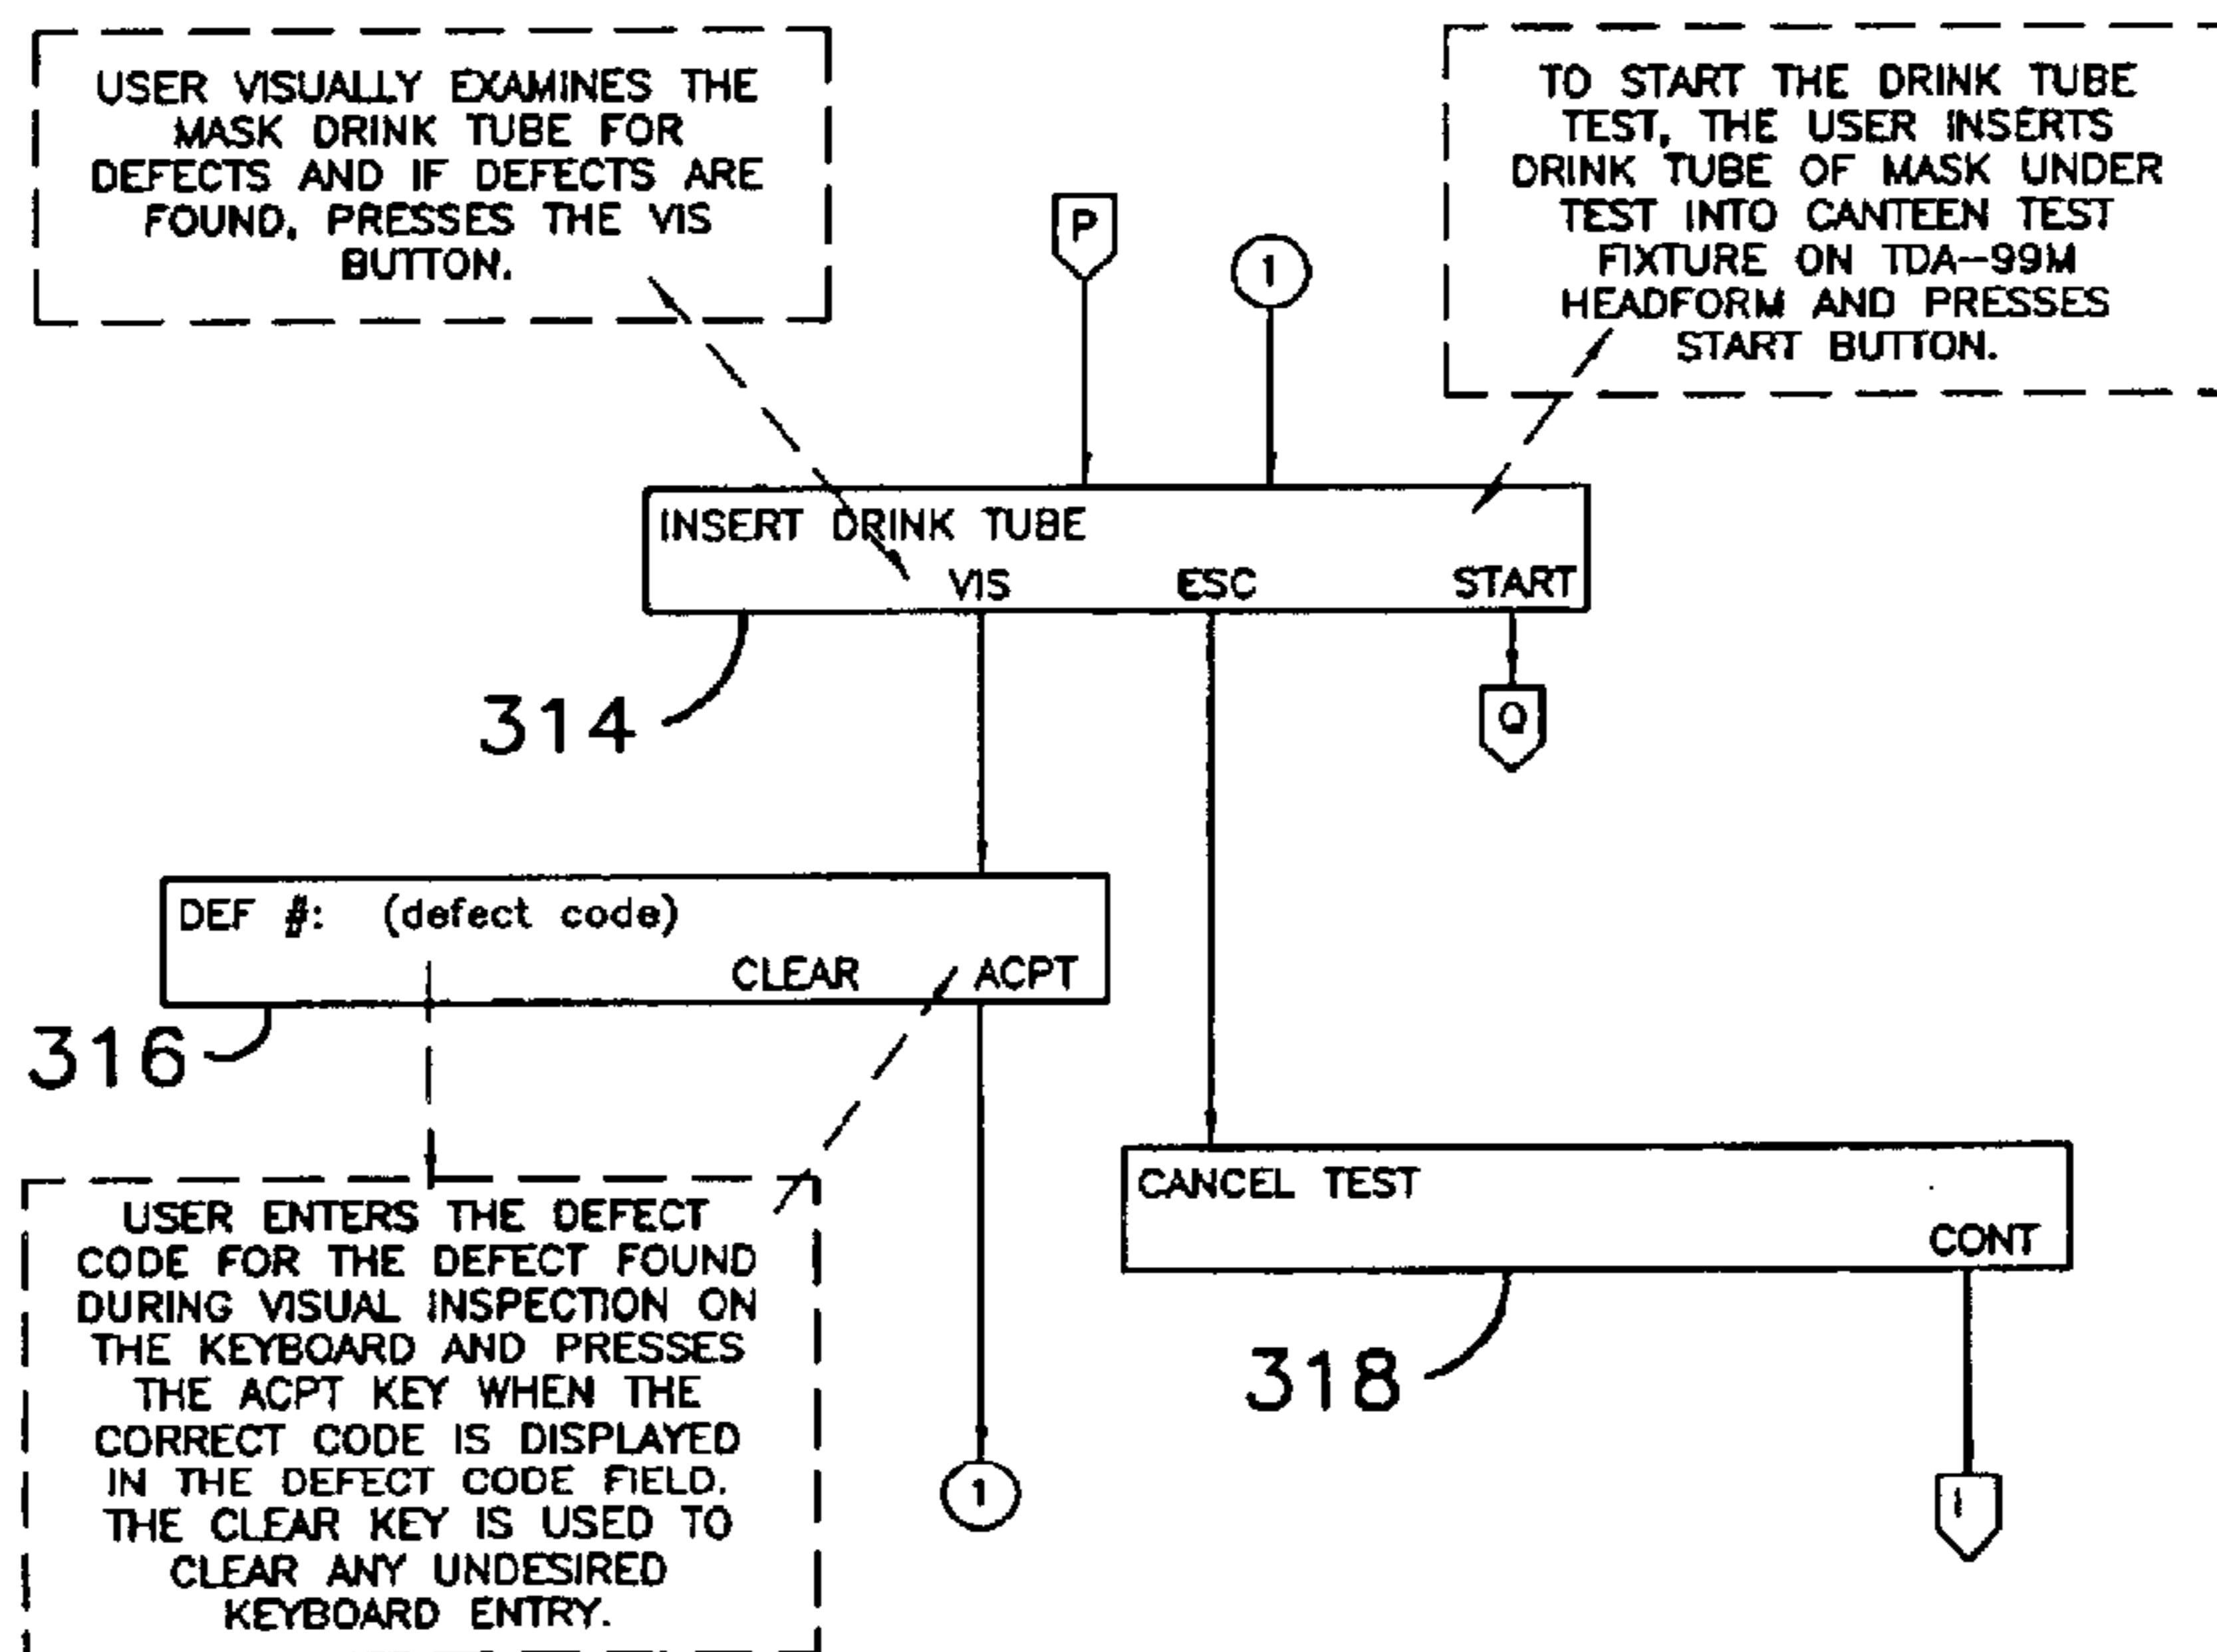 USER VISUALLY EXAMINES THE
MASK DRINK TUBE FOR
DEFECTS AND IF DEFECTS ARE
FOUND, PRESSES THE VIS
BUTTON.
TO START THE DRINK TUBE
TEST, THE USER INSERTS
DRINK TUBE OF MASK UNDER
TEST INTO CANTEEN TEST
FIXTURE ON TDA-99M
HEADFORM AND PRESSES
START BUTTON.
P
1
INSERT DRINK TUBE
VIS ESC START
314
Q
DEF #: (defect code)
CLEAR ACPT
316
CANCEL TEST
CONT
318
USER ENTERS THE DEFECT
CODE FOR THE DEFECT FOUND
DURING VISUAL INSPECTION ON
THE KEYBOARD AND PRESSES
THE ACPT KEY WHEN THE
CORRECT CODE IS DISPLAYED
IN THE DEFECT CODE FIELD.
THE CLEAR KEY IS USED TO
CLEAR ANY UNDESIRED
KEYBOARD ENTRY.
1
I